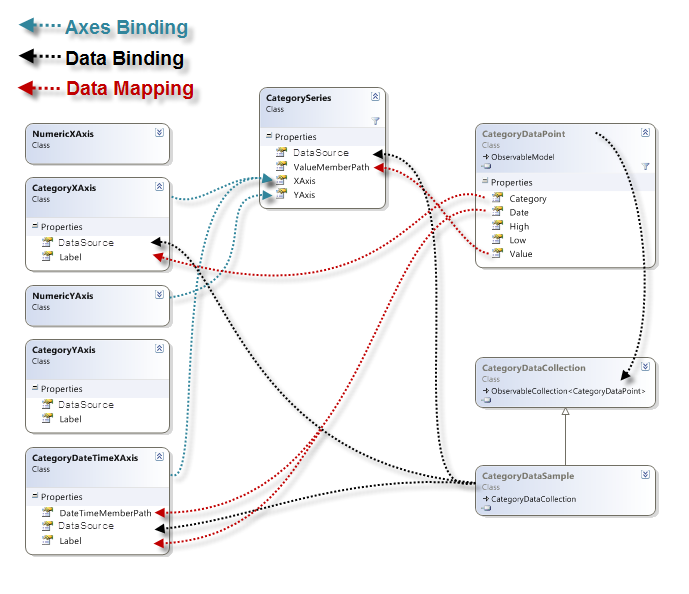 Axes Binding
Data Binding
Data Mapping
CategorySeries
Class
Properties
DataSource
ValueMemberPath
XAxis
YAxis
NumericXAxis
Class
CategoryXAxis
Class
Properties
DataSource
Label
NumericYAxis
Class
CategoryYAxis
Class
Properties
DataSource
Label
CategoryDateTimeXAxis
Class
Properties
DateTimeMemberPath
DataSource
Label
CategoryDataPoint
Class
ObservableModel
Properties
Category
Date
High
Low
Value
CategoryDataCollection
Class
ObservableCollection<CategoryDataPoint>
CategoryDataSample
Class
CategoryDataCollection